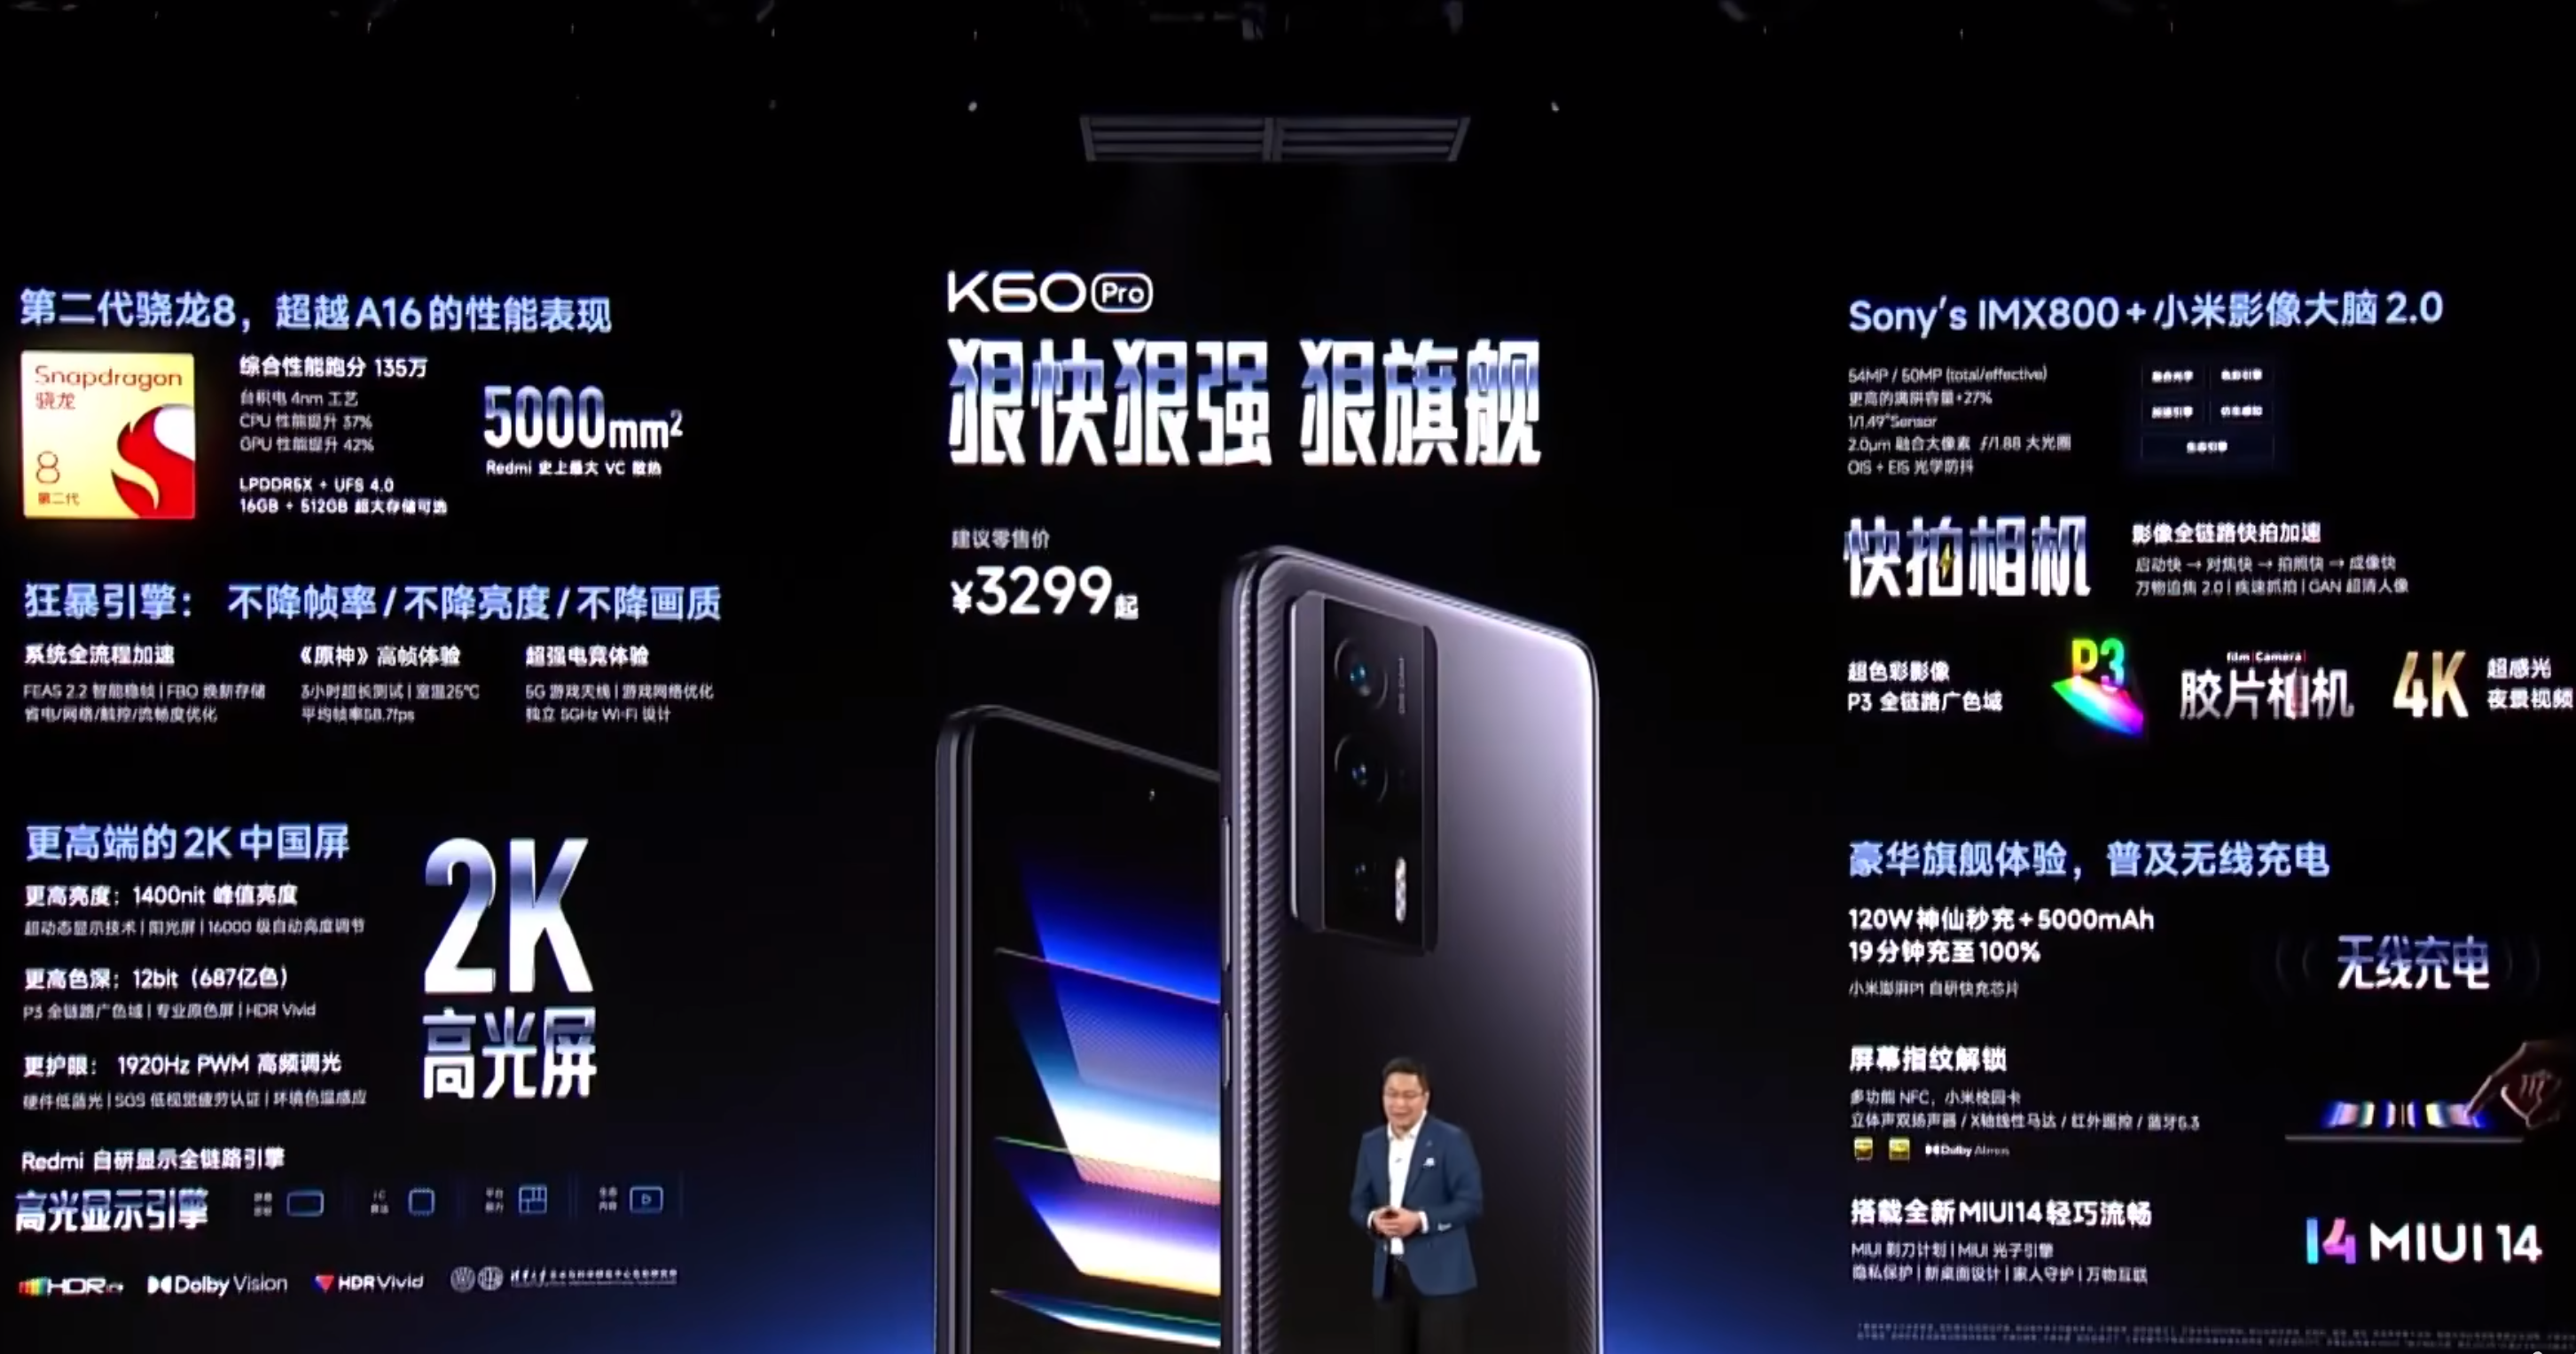 第二代骁龙8，超越A16的性能表现
Snapdragon
骁龙
8
第二代
综合性能跑分 135万
台积电 4nm 工艺
CPU 性能提升 37%
GPU 性能提升 42%
LPDDR5X + UFS 4.0
16GB + 512GB 超大存储可选
5000mm²
Redmi 史上最大 VC 散热
狂暴引擎： 不降帧率/不降亮度/不降画质
系统全流程加速
FEAS 2.2 智能稳帧 | FBO 焕新存储
省电/网络/触控/流畅度优化
《原神》高帧体验
3小时超长测试 | 室温25℃
平均帧率58.7fps
超强电竞体验
5G 游戏天线 | 游戏网络优化
独立 5GHz Wi-Fi 设计
更高端的2K中国屏
更高亮度：1400nit 峰值亮度
超动态显示技术 | 阳光屏 | 16000 级自动亮度调节
更高色深：12bit（687亿色）
P3 全链路广色域 | 专业原色屏 | HDR Vivid
更护眼： 1920Hz PWM 高频调光
硬件低蓝光 | SGS 低视觉疲劳认证 | 环境色温感应
2K
高光屏
Redmi 自研显示全链路引擎
高光显示引擎
平台
能力
生态
内容
Dolby Vision
HDR Vivid
K60 Pro
狠快狠强 狠旗舰
建议零售价
¥3299起
Sony's IMX800+小米影像大脑2.0
54MP / 50MP (total/effective)
更高的满阱容量+27%
1/1.49"Sensor
2.0μm 融合大像素 ƒ/1.88 大光圈
OIS + EIS 光学防抖
快拍相机
影像全链路快拍加速
启动快 → 对焦快 → 拍照快 → 成像快
万物追焦 2.0 | 疾速抓拍 | GAN 超清人像
超色彩影像
P3 全链路广色域
P3
film Camera
胶片相机
4K
超感光
夜景视频
豪华旗舰体验，普及无线充电
120W神仙秒充+5000mAh
19分钟充至100%
小米澎湃P1 自研快充芯片
无线充电
屏幕指纹解锁
多功能 NFC，小米校园卡
立体声双扬声器 / X轴线性马达 / 红外遥控 / 蓝牙5.3
Dolby Atmos
搭载全新MIUI14轻巧流畅
MIUI 剃刀计划 | MIUI 光子引擎
隐私保护 | 新桌面设计 | 家人守护 | 万物互联
14 MIUI 14